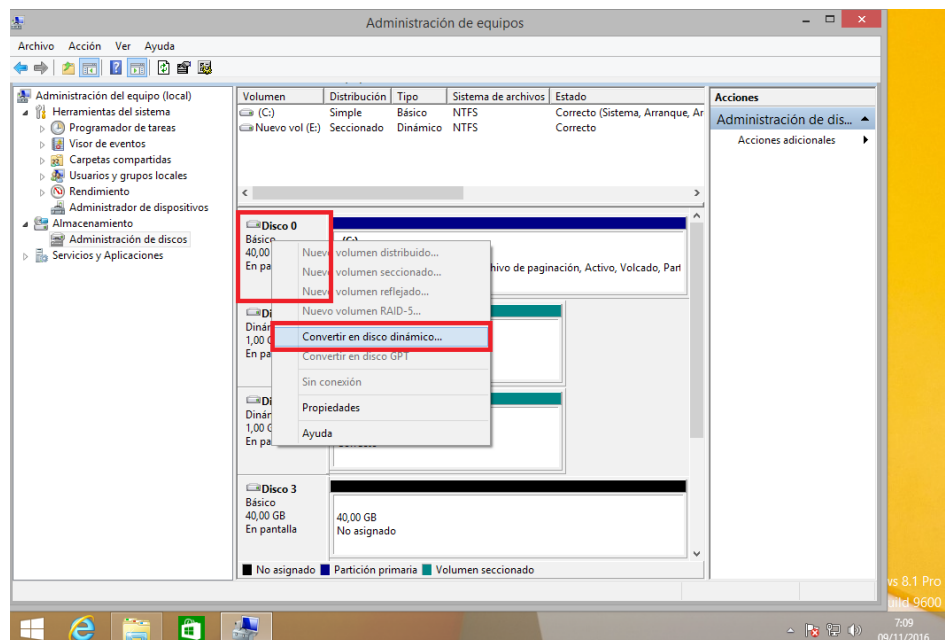 Administración de equipos
Archivo Acción Ver Ayuda
Administración del equipo (local)
Herramientas del sistema
Programador de tareas
Visor de eventos
Carpetas compartidas
Usuarios y grupos locales
Rendimiento
Administrador de dispositivos
Almacenamiento
Administración de discos
Servicios y Aplicaciones
Volumen Distribución Tipo Sistema de archivos Estado
(C:) Simple Básico NTFS Correcto (Sistema, Arranque, Ar
Nuevo vol (E:) Seccionado Dinámico NTFS Correcto
Disco 0
Básico
40,00
En pa
(C:)
hivo de paginación, Activo, Volcado, Part
Di
Dinár
1,00 G
En pa
Di
Dinár
1,00 G
En pa
Nuevo volumen distribuido...
Nuevo volumen seccionado...
Nuevo volumen reflejado...
Nuevo volumen RAID-5...
Convertir en disco dinámico...
Convertir en disco GPT
Sin conexión
Propiedades
Ayuda
Disco 3
Básico
40,00 GB
En pantalla
40,00 GB
No asignado
No asignado Partición primaria Volumen seccionado
Acciones
Administración de dis...
Acciones adicionales
vs 8.1 Pro
uild 9600
7:09
09/11/2016